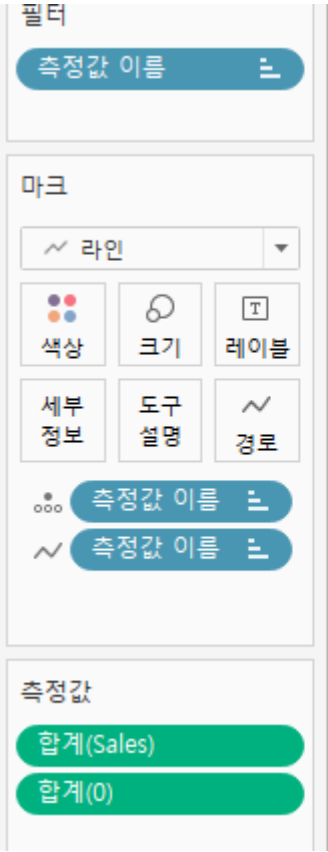 필터
측정값 이름
마크
라인
색상 크기 레이블
세부 도구
정보 설명 경로
측정값 이름
측정값 이름
측정값
합계(Sales)
합계(0)